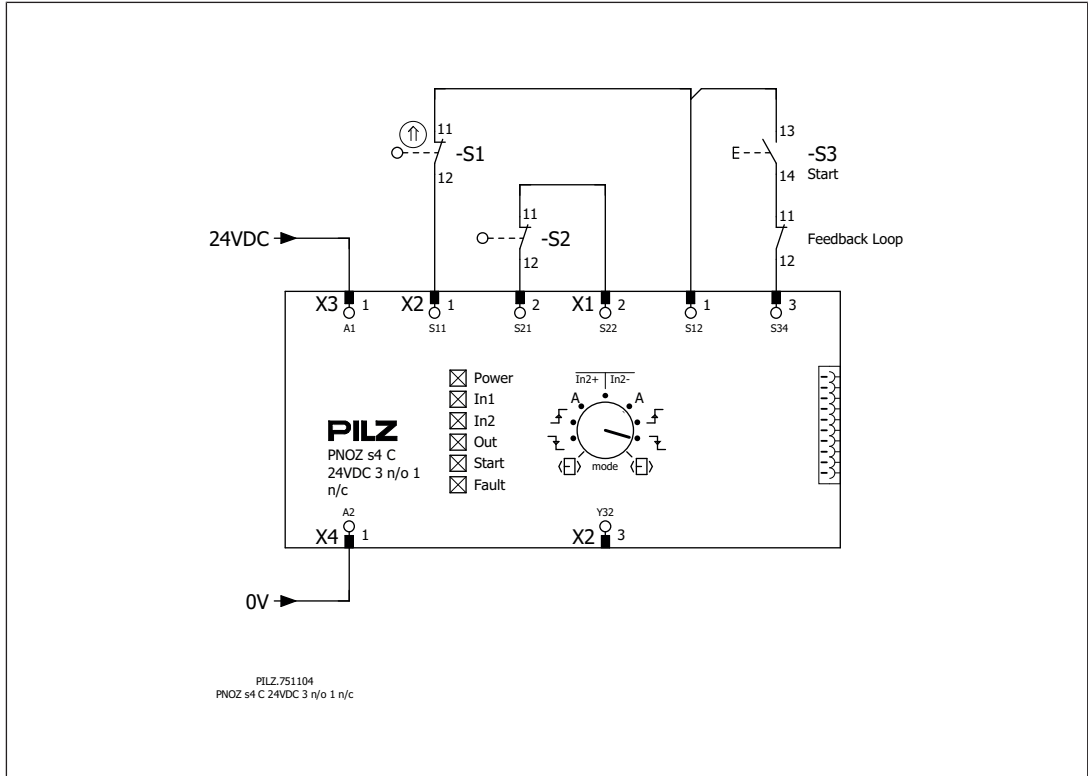 11
-S1
12
13
-S3
14
Start
11
-S2
12
11
Feedback Loop
12
24VDC
X3 1
X2 1
2
X1 2
1
3
A1
S11
S21
S22
S12
S34
Power
In1
In2
Out
Start
Fault
In2+ In2-
A A
mode
PILZ
PNOZ s4 C
24VDC 3 n/o 1
n/c
A2
X4 1
Y32
X2 3
0V
PILZ.751104
PNOZ s4 C 24VDC 3 n/o 1 n/c